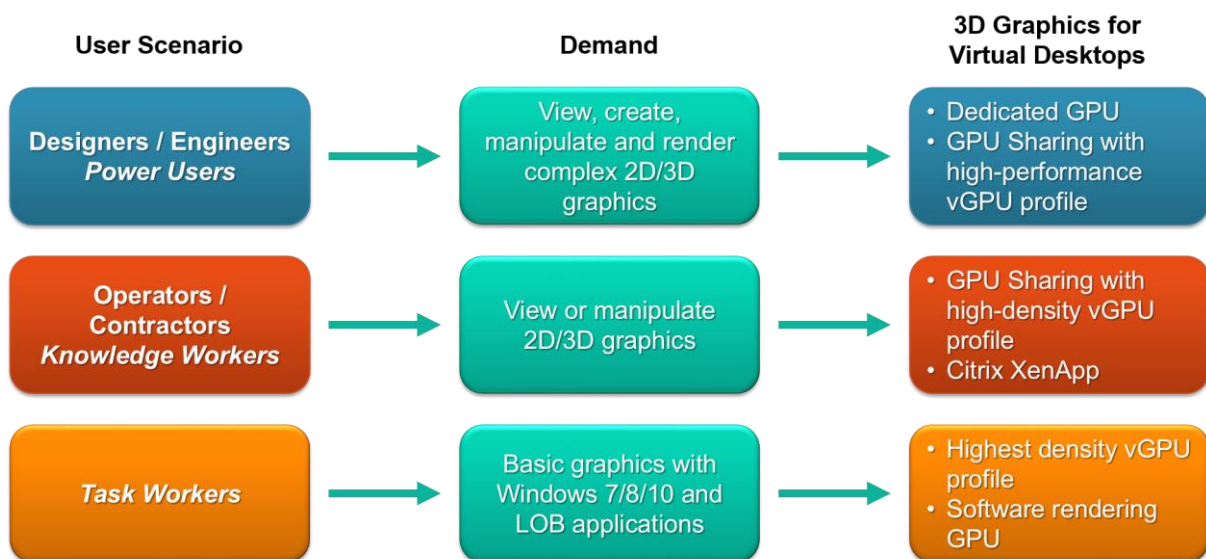 User Scenario
Demand
3D Graphics for
Virtual Desktops
Designers / Engineers
Power Users
View, create,
manipulate and render
complex 2D/3D
graphics
• Dedicated GPU
• GPU Sharing with
high-performance
vGPU profile
Operators /
Contractors
Knowledge Workers
View or manipulate
2D/3D graphics
• GPU Sharing with
high-density vGPU
profile
• Citrix XenApp
Task Workers
Basic graphics with
Windows 7/8/10 and
LOB applications
• Highest density vGPU
profile
• Software rendering
GPU